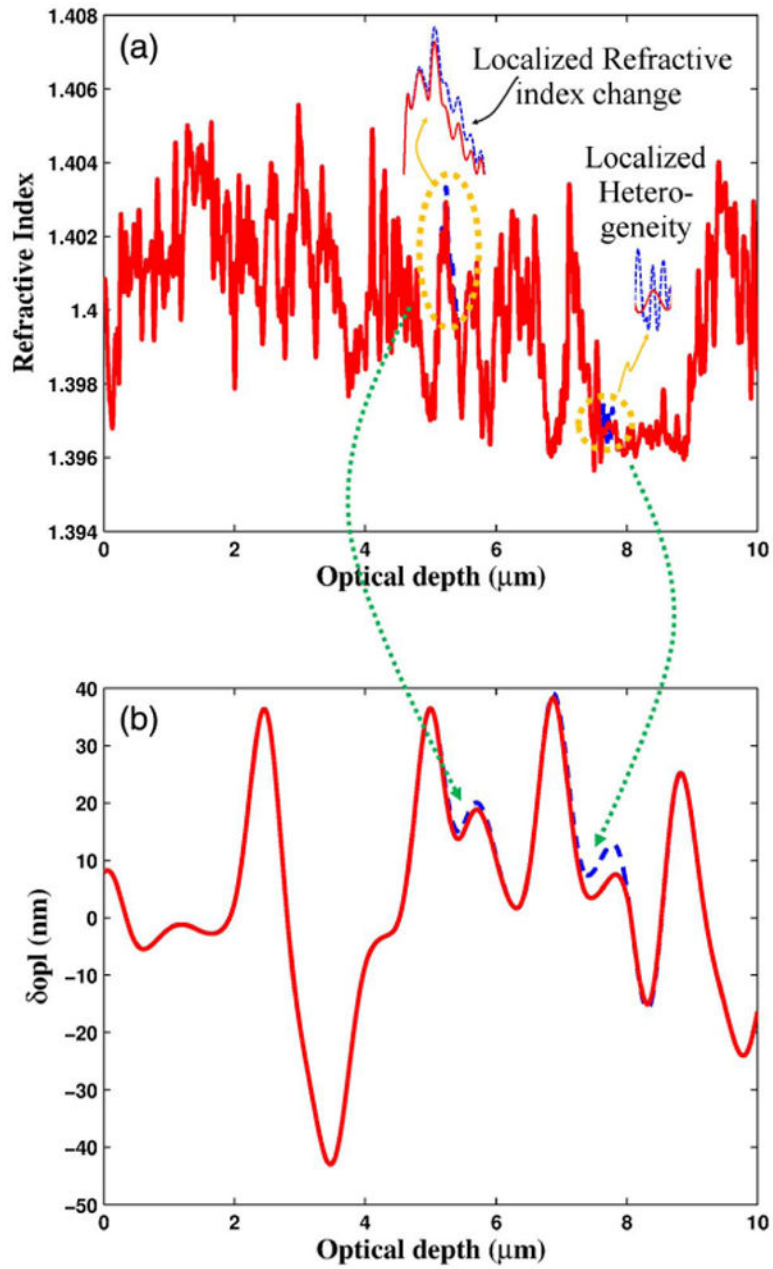 (a)
Localized Refractive
index change
Localized
Hetero-
geneity
Refractive Index
1.408
1.406
1.404
1.402
1.4
1.398
1.396
1.394
0
2
4
6
8
10
Optical depth (μm)
(b)
δopl (nm)
40
30
20
10
0
−10
−20
−30
−40
−50
0
2
4
6
8
10
Optical depth (μm)